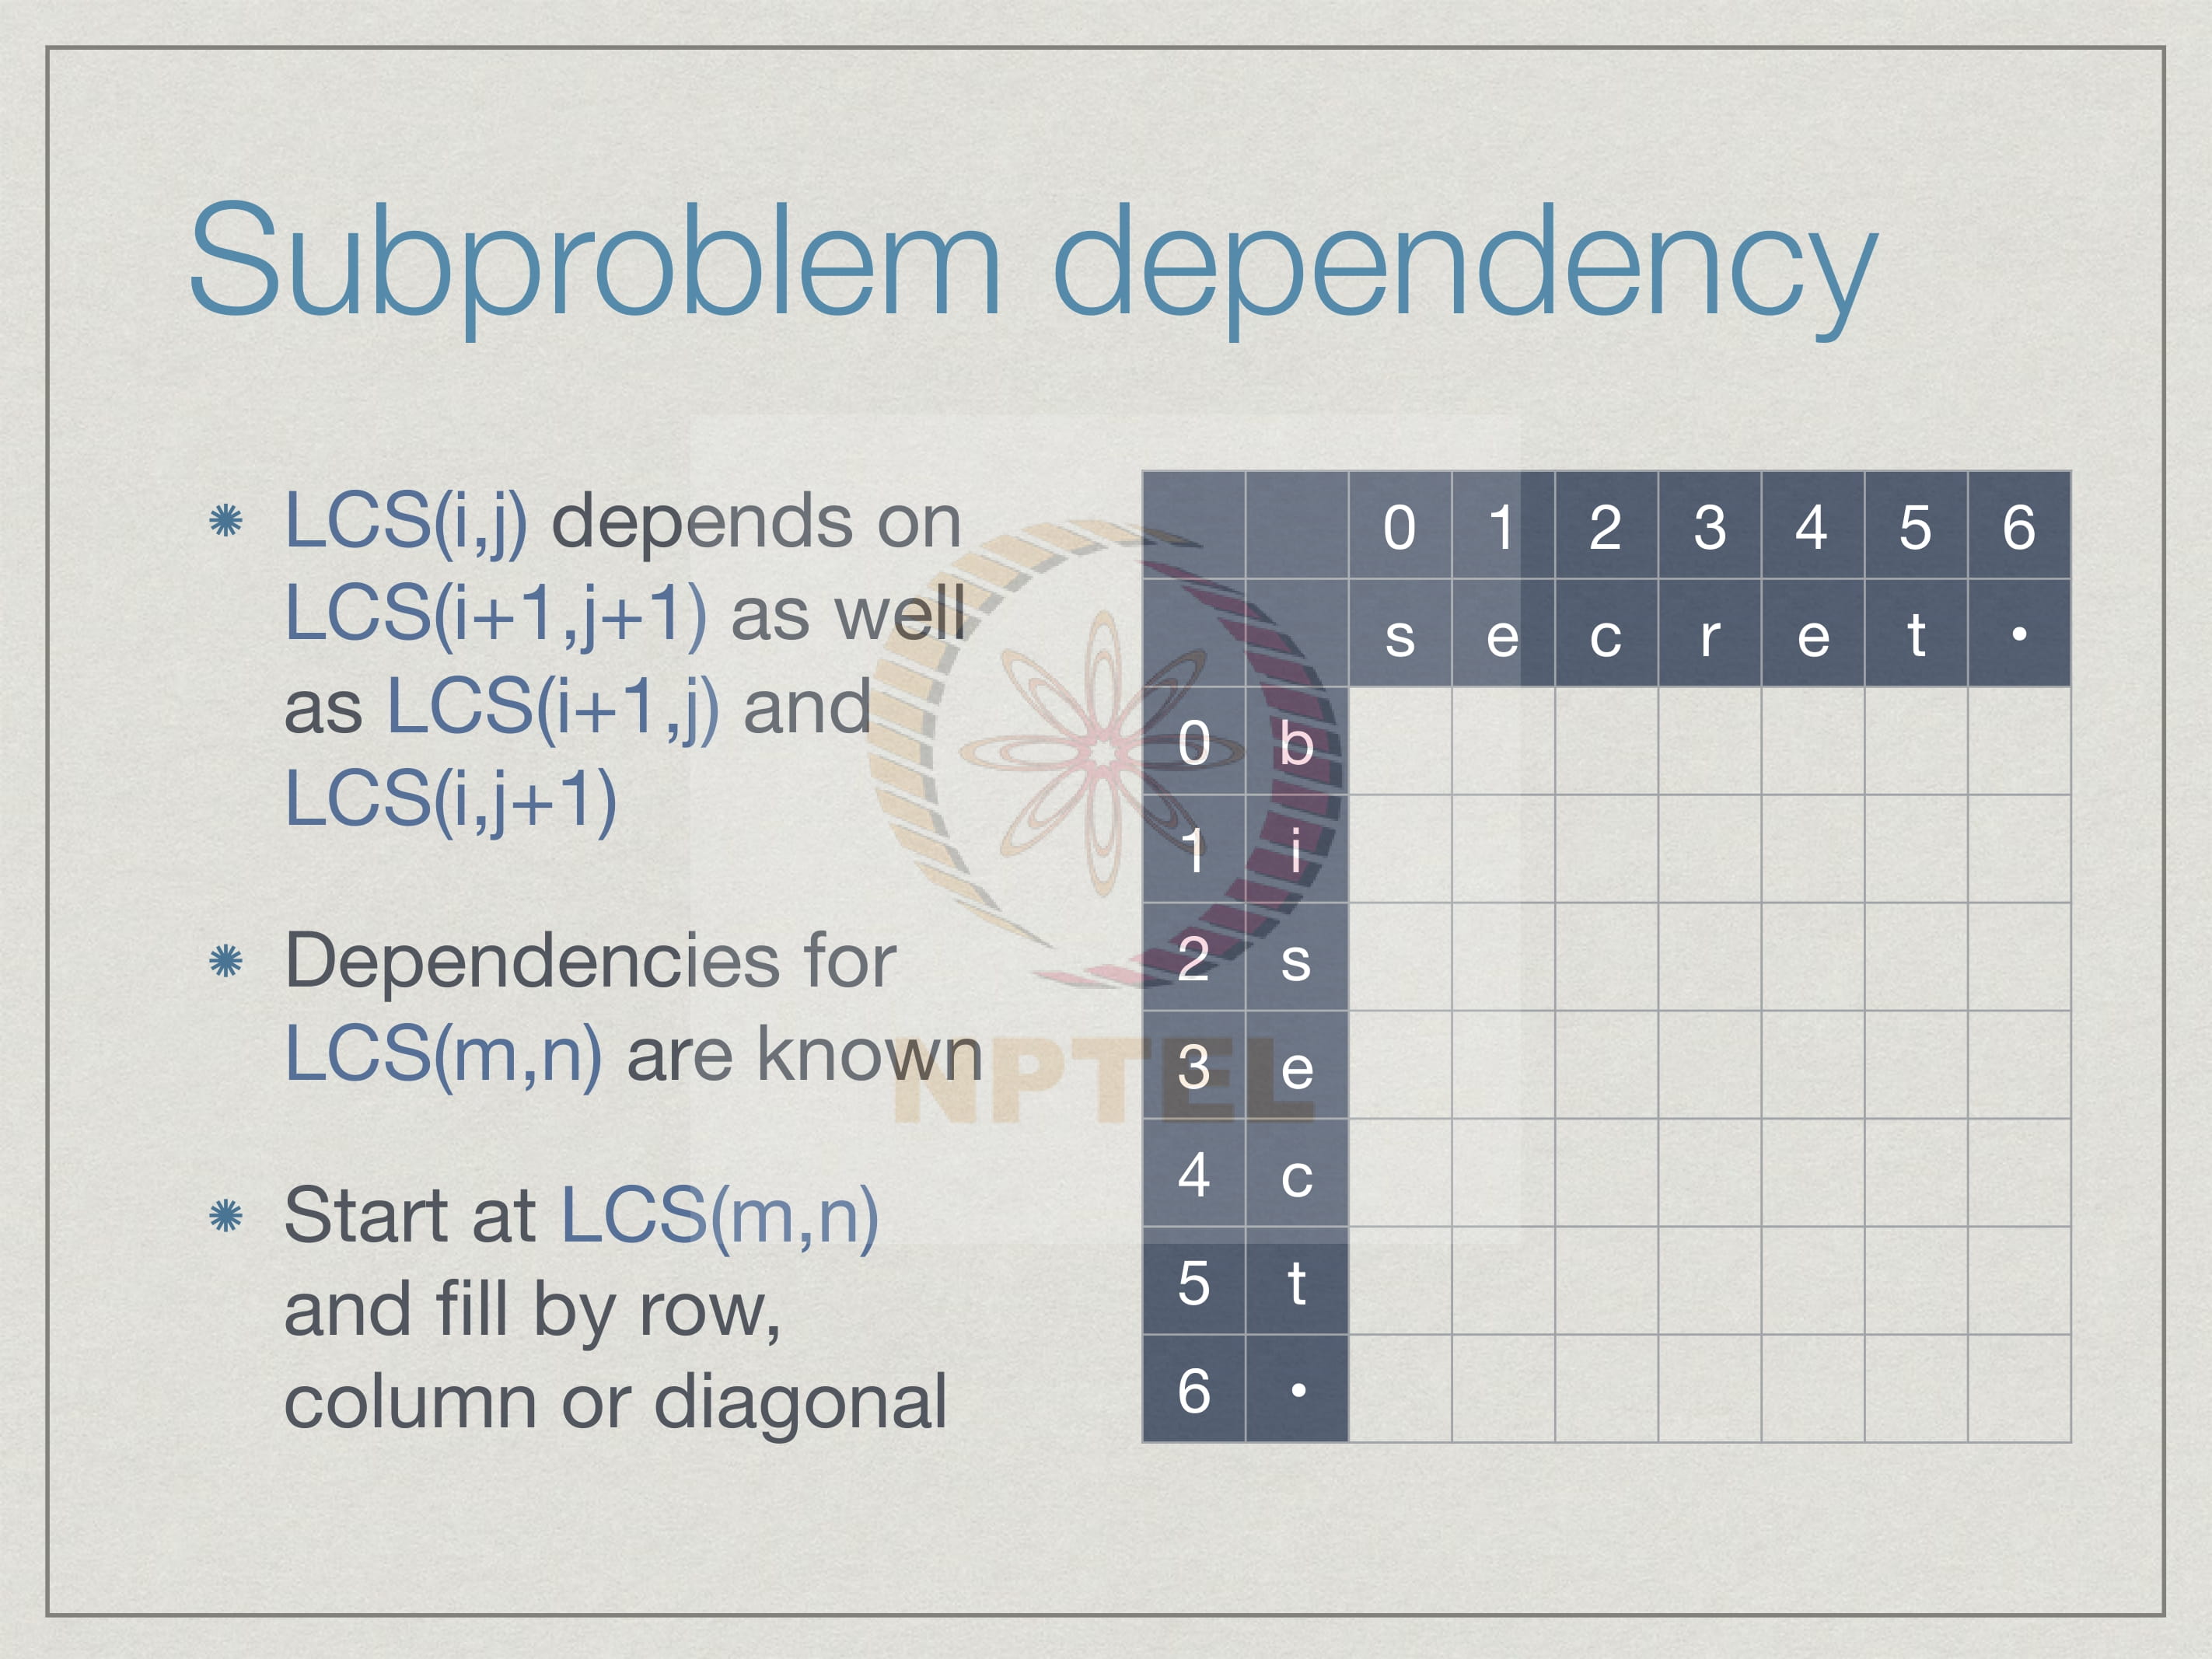 Subproblem dependency
LCS(i,j) depends on
LCS(i+1,j+1) as well
as LCS(i+1,j) and
LCS(i,j+1)
Dependencies for
LCS(m,n) are known
Start at LCS(m,n)
and fill by row,
column or diagonal
0 1 2 3 4 5 6
s e c r e t •
0 b
1 i
2 s
3 e
4 c
5 t
6 •
NPTEL